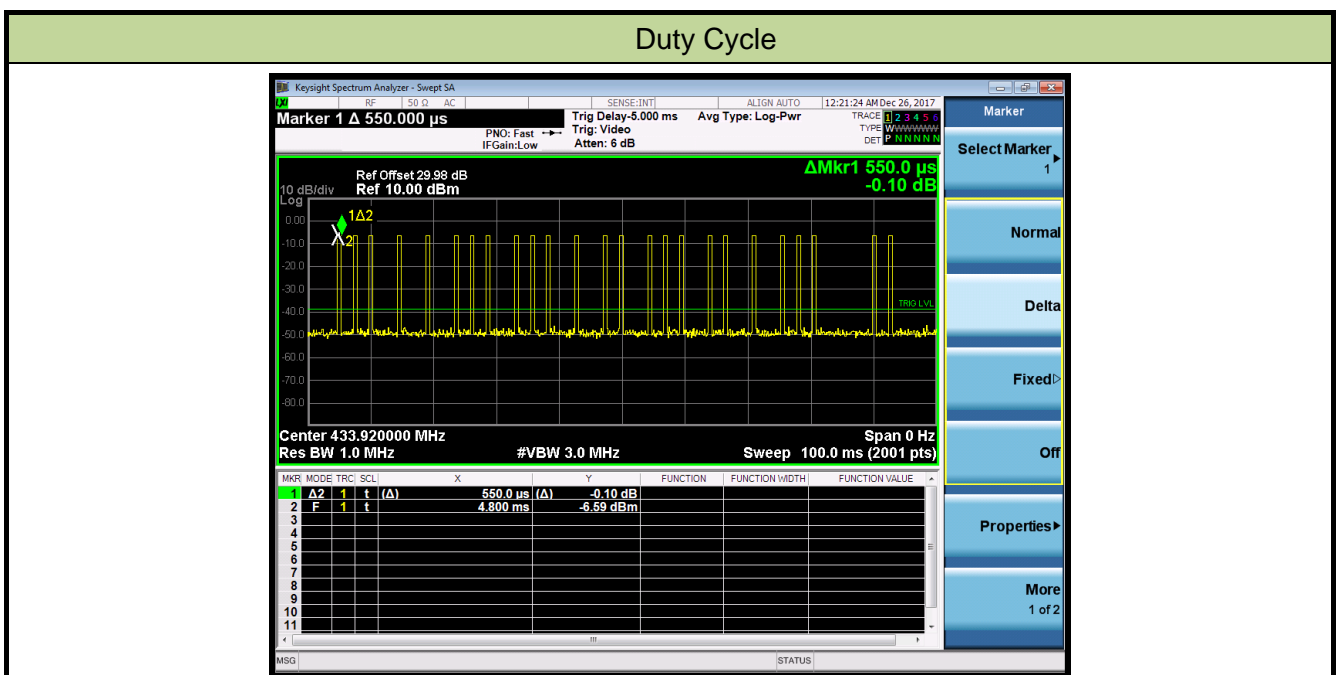 Duty Cycle
Keysight Spectrum Analyzer - Swept SA
LXI RF 50 Ω AC SENSE:INT ALIGN AUTO 12:21:24 AM Dec 26, 2017
Marker 1 Δ 550.000 µs
PNO: Fast
IFGain:Low
Trig Delay-5.000 ms
Trig: Video
Atten: 6 dB
Avg Type: Log-Pwr
TRACE 1 2 3 4 5 6
TYPE WWWWWW
DET P N N N N N
Marker
Select Marker
1
Normal
Delta
Fixed
Off
Properties
More
1 of 2
ΔMkr1 550.0 µs
-0.10 dB
Ref Offset 29.98 dB
10 dB/div Ref 10.00 dBm
Log
0.00
-10.0
-20.0
-30.0
-40.0
-50.0
-60.0
-70.0
-80.0
1Δ2
2
TRIG LVL
Center 433.920000 MHz Span 0 Hz
Res BW 1.0 MHz #VBW 3.0 MHz Sweep 100.0 ms (2001 pts)
MKR MODE TRC SCL X Y FUNCTION FUNCTION WIDTH FUNCTION VALUE
1 Δ2 1 t (Δ) 550.0 µs (Δ) -0.10 dB
2 F 1 t 4.800 ms -6.59 dBm
3
4
5
6
7
8
9
10
11
MSG STATUS